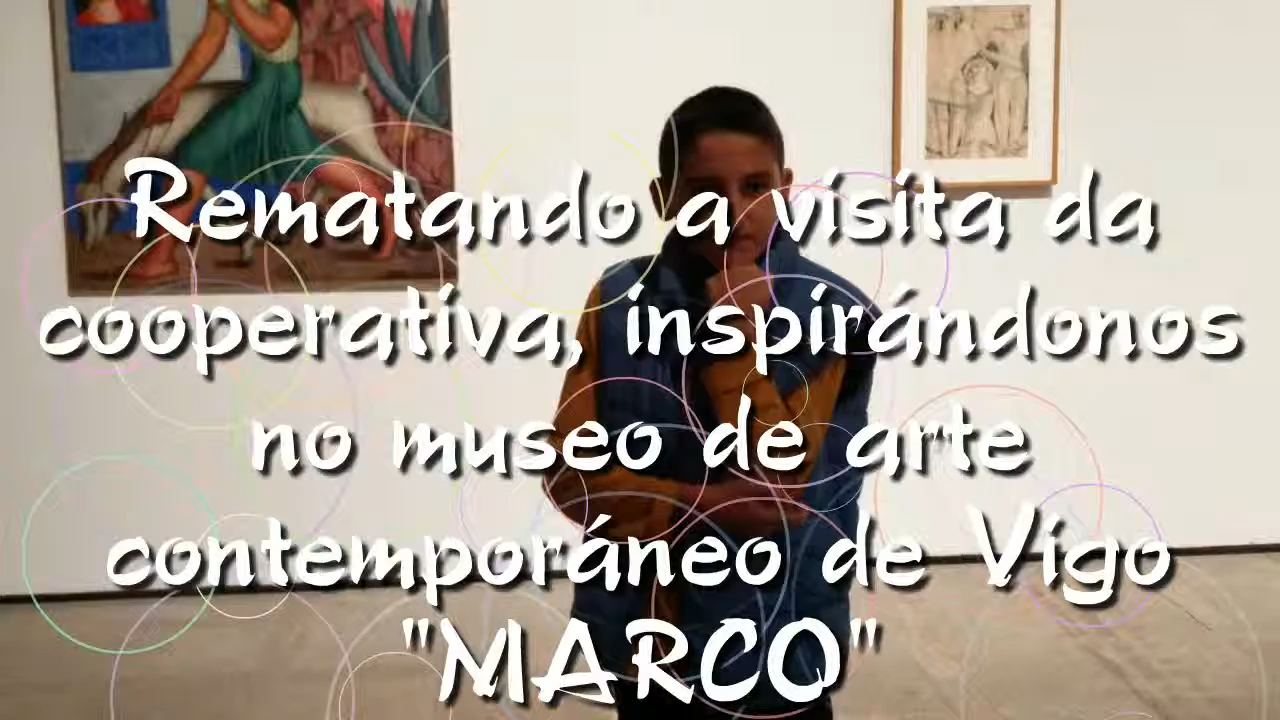 Rematando a visita da
cooperativa, inspirándonos
no museo de arte
contemporáneo de Vigo
"MARCO"